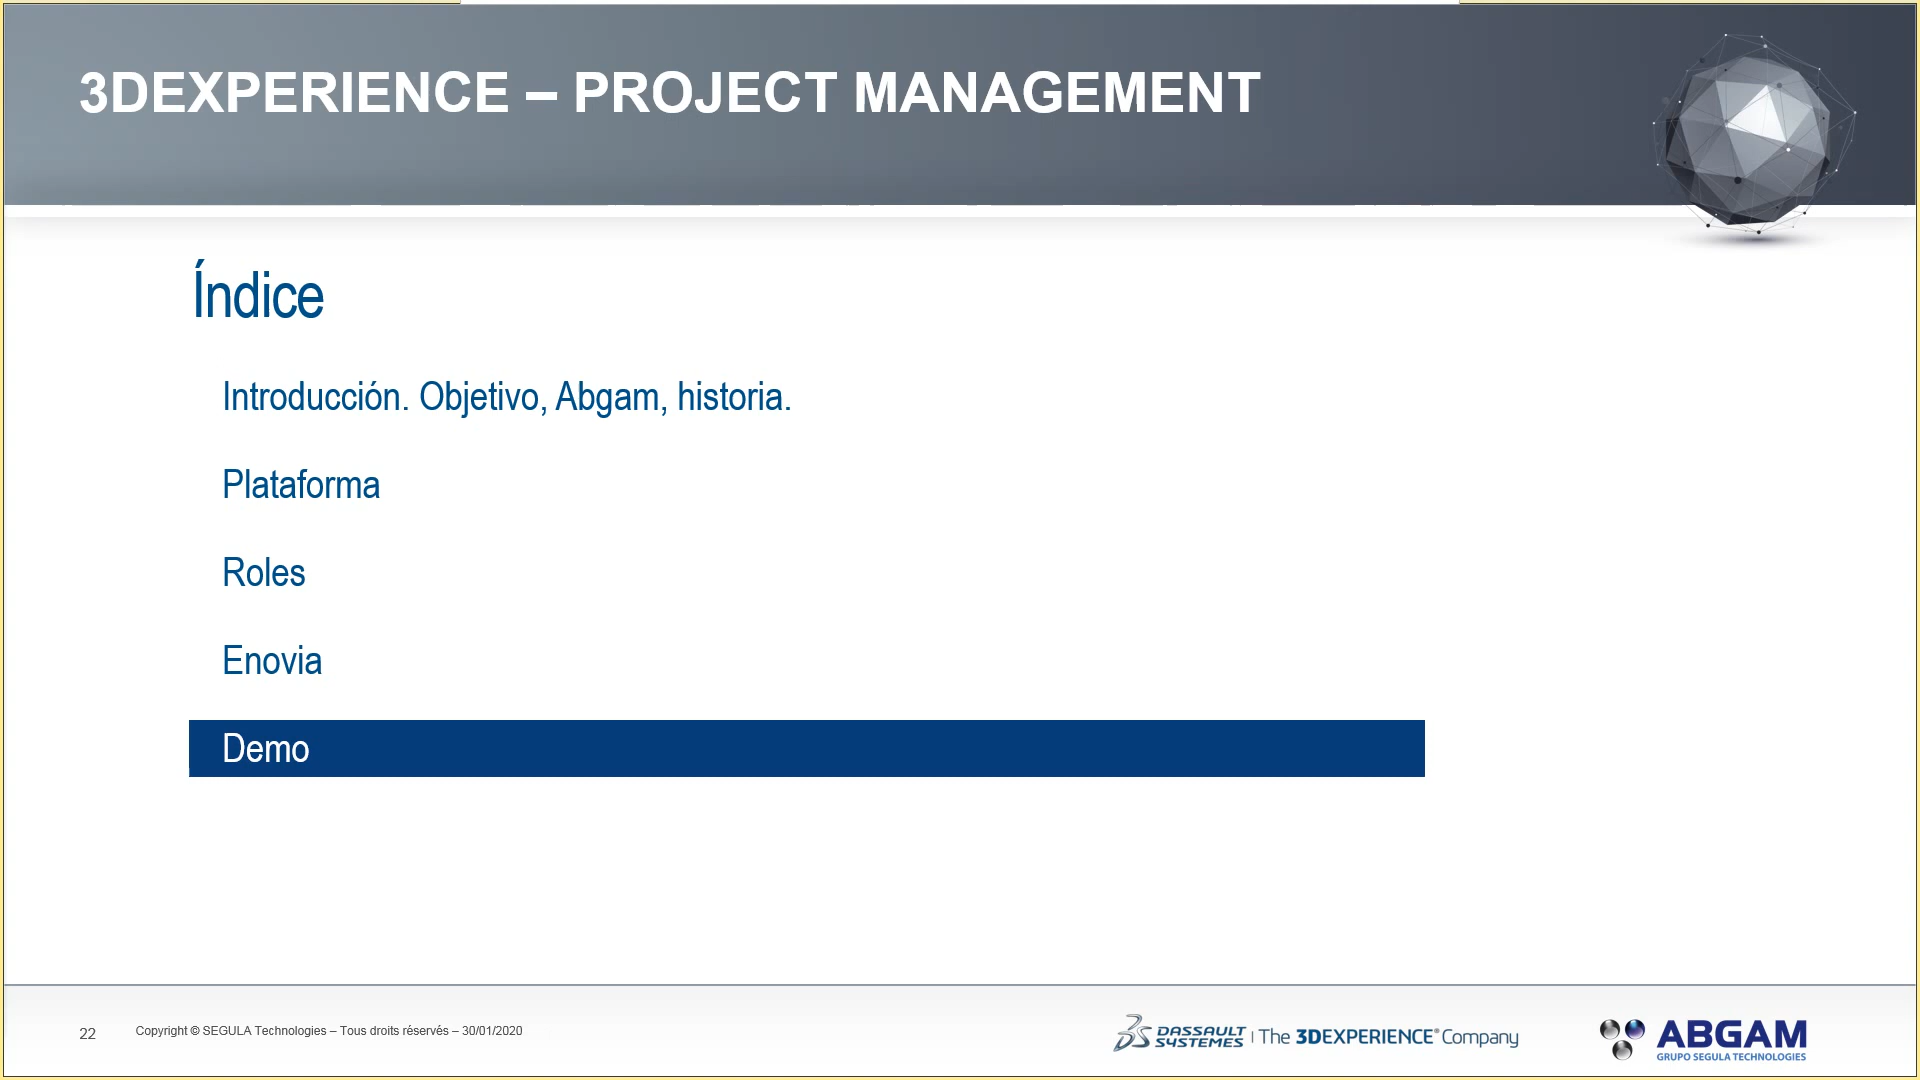 3DEXPERIENCE – PROJECT MANAGEMENT
Índice
Introducción. Objetivo, Abgam, historia.
Plataforma
Roles
Enovia
Demo
22
Copyright © SEGULA Technologies – Tous droits réservés – 30/01/2020
DASSAULT SYSTEMES | The 3DEXPERIENCE® Company
ABGAM
GRUPO SEGULA TECHNOLOGIES